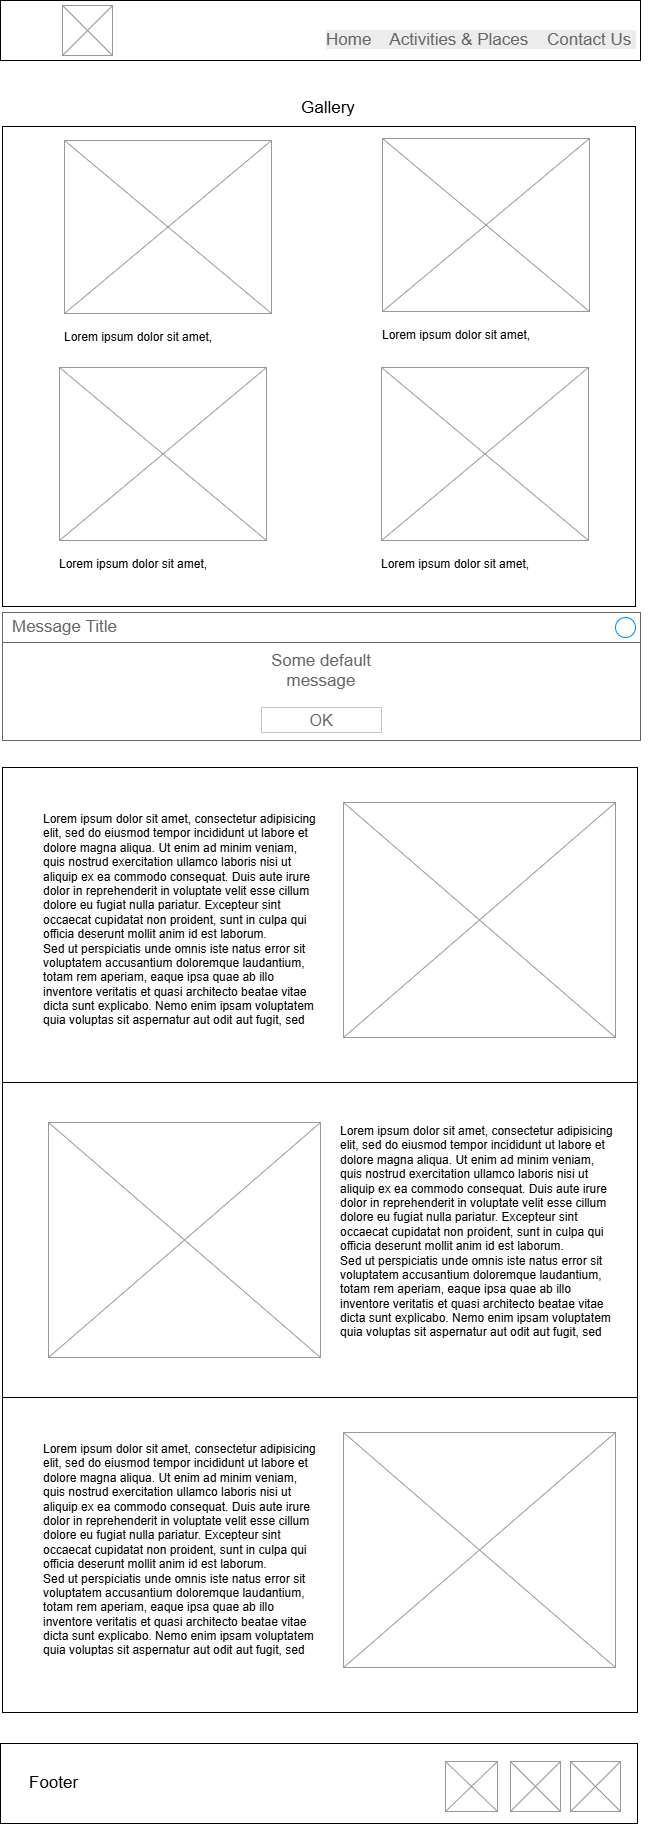 Home Activities & Places Contact Us
Gallery
Lorem ipsum dolor sit amet,
Lorem ipsum dolor sit amet,
Lorem ipsum dolor sit amet,
Lorem ipsum dolor sit amet,
Message Title
Some default
message
OK
Lorem ipsum dolor sit amet, consectetur adipisicing
elit, sed do eiusmod tempor incididunt ut labore et
dolore magna aliqua. Ut enim ad minim veniam,
quis nostrud exercitation ullamco laboris nisi ut
aliquip ex ea commodo consequat. Duis aute irure
dolor in reprehenderit in voluptate velit esse cillum
dolore eu fugiat nulla pariatur. Excepteur sint
occaecat cupidatat non proident, sunt in culpa qui
officia deserunt mollit anim id est laborum.
Sed ut perspiciatis unde omnis iste natus error sit
voluptatem accusantium doloremque laudantium,
totam rem aperiam, eaque ipsa quae ab illo
inventore veritatis et quasi architecto beatae vitae
dicta sunt explicabo. Nemo enim ipsam voluptatem
quia voluptas sit aspernatur aut odit aut fugit, sed
Lorem ipsum dolor sit amet, consectetur adipisicing
elit, sed do eiusmod tempor incididunt ut labore et
dolore magna aliqua. Ut enim ad minim veniam,
quis nostrud exercitation ullamco laboris nisi ut
aliquip ex ea commodo consequat. Duis aute irure
dolor in reprehenderit in voluptate velit esse cillum
dolore eu fugiat nulla pariatur. Excepteur sint
occaecat cupidatat non proident, sunt in culpa qui
officia deserunt mollit anim id est laborum.
Sed ut perspiciatis unde omnis iste natus error sit
voluptatem accusantium doloremque laudantium,
totam rem aperiam, eaque ipsa quae ab illo
inventore veritatis et quasi architecto beatae vitae
dicta sunt explicabo. Nemo enim ipsam voluptatem
quia voluptas sit aspernatur aut odit aut fugit, sed
Lorem ipsum dolor sit amet, consectetur adipisicing
elit, sed do eiusmod tempor incididunt ut labore et
dolore magna aliqua. Ut enim ad minim veniam,
quis nostrud exercitation ullamco laboris nisi ut
aliquip ex ea commodo consequat. Duis aute irure
dolor in reprehenderit in voluptate velit esse cillum
dolore eu fugiat nulla pariatur. Excepteur sint
occaecat cupidatat non proident, sunt in culpa qui
officia deserunt mollit anim id est laborum.
Sed ut perspiciatis unde omnis iste natus error sit
voluptatem accusantium doloremque laudantium,
totam rem aperiam, eaque ipsa quae ab illo
inventore veritatis et quasi architecto beatae vitae
dicta sunt explicabo. Nemo enim ipsam voluptatem
quia voluptas sit aspernatur aut odit aut fugit, sed
Footer